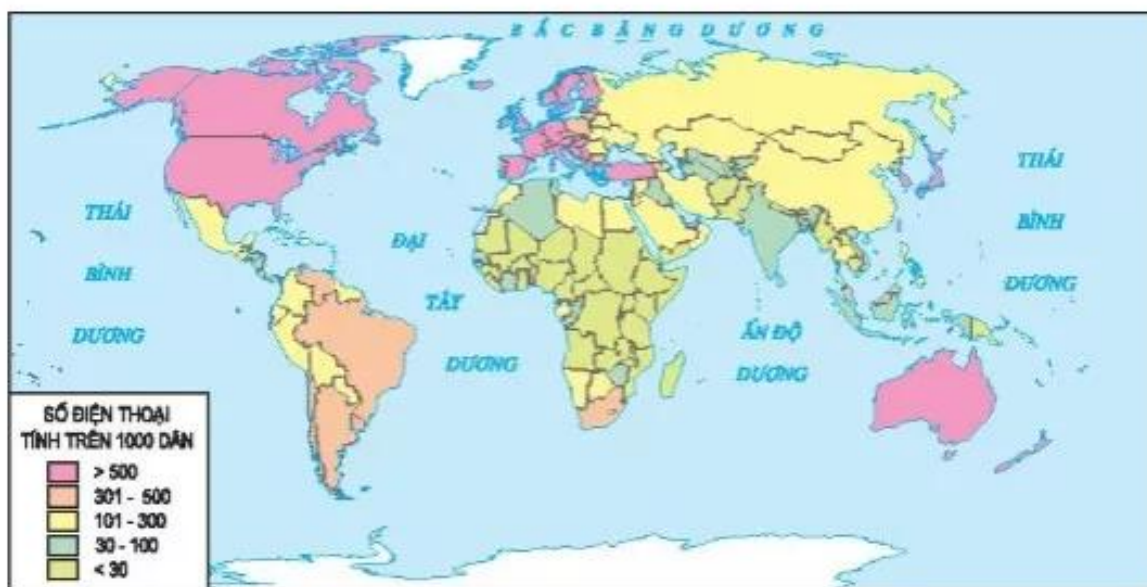 BẮC BĂNG DƯƠNG
THÁI
BÌNH
DƯƠNG
ĐẠI
TÂY
DƯƠNG
ẤN ĐỘ
DƯƠNG
THÁI
BÌNH
DƯƠNG
SỐ ĐIỆN THOẠI
TÍNH TRÊN 1000 DÂN
> 500
301 - 500
101 - 300
30 - 100
< 30